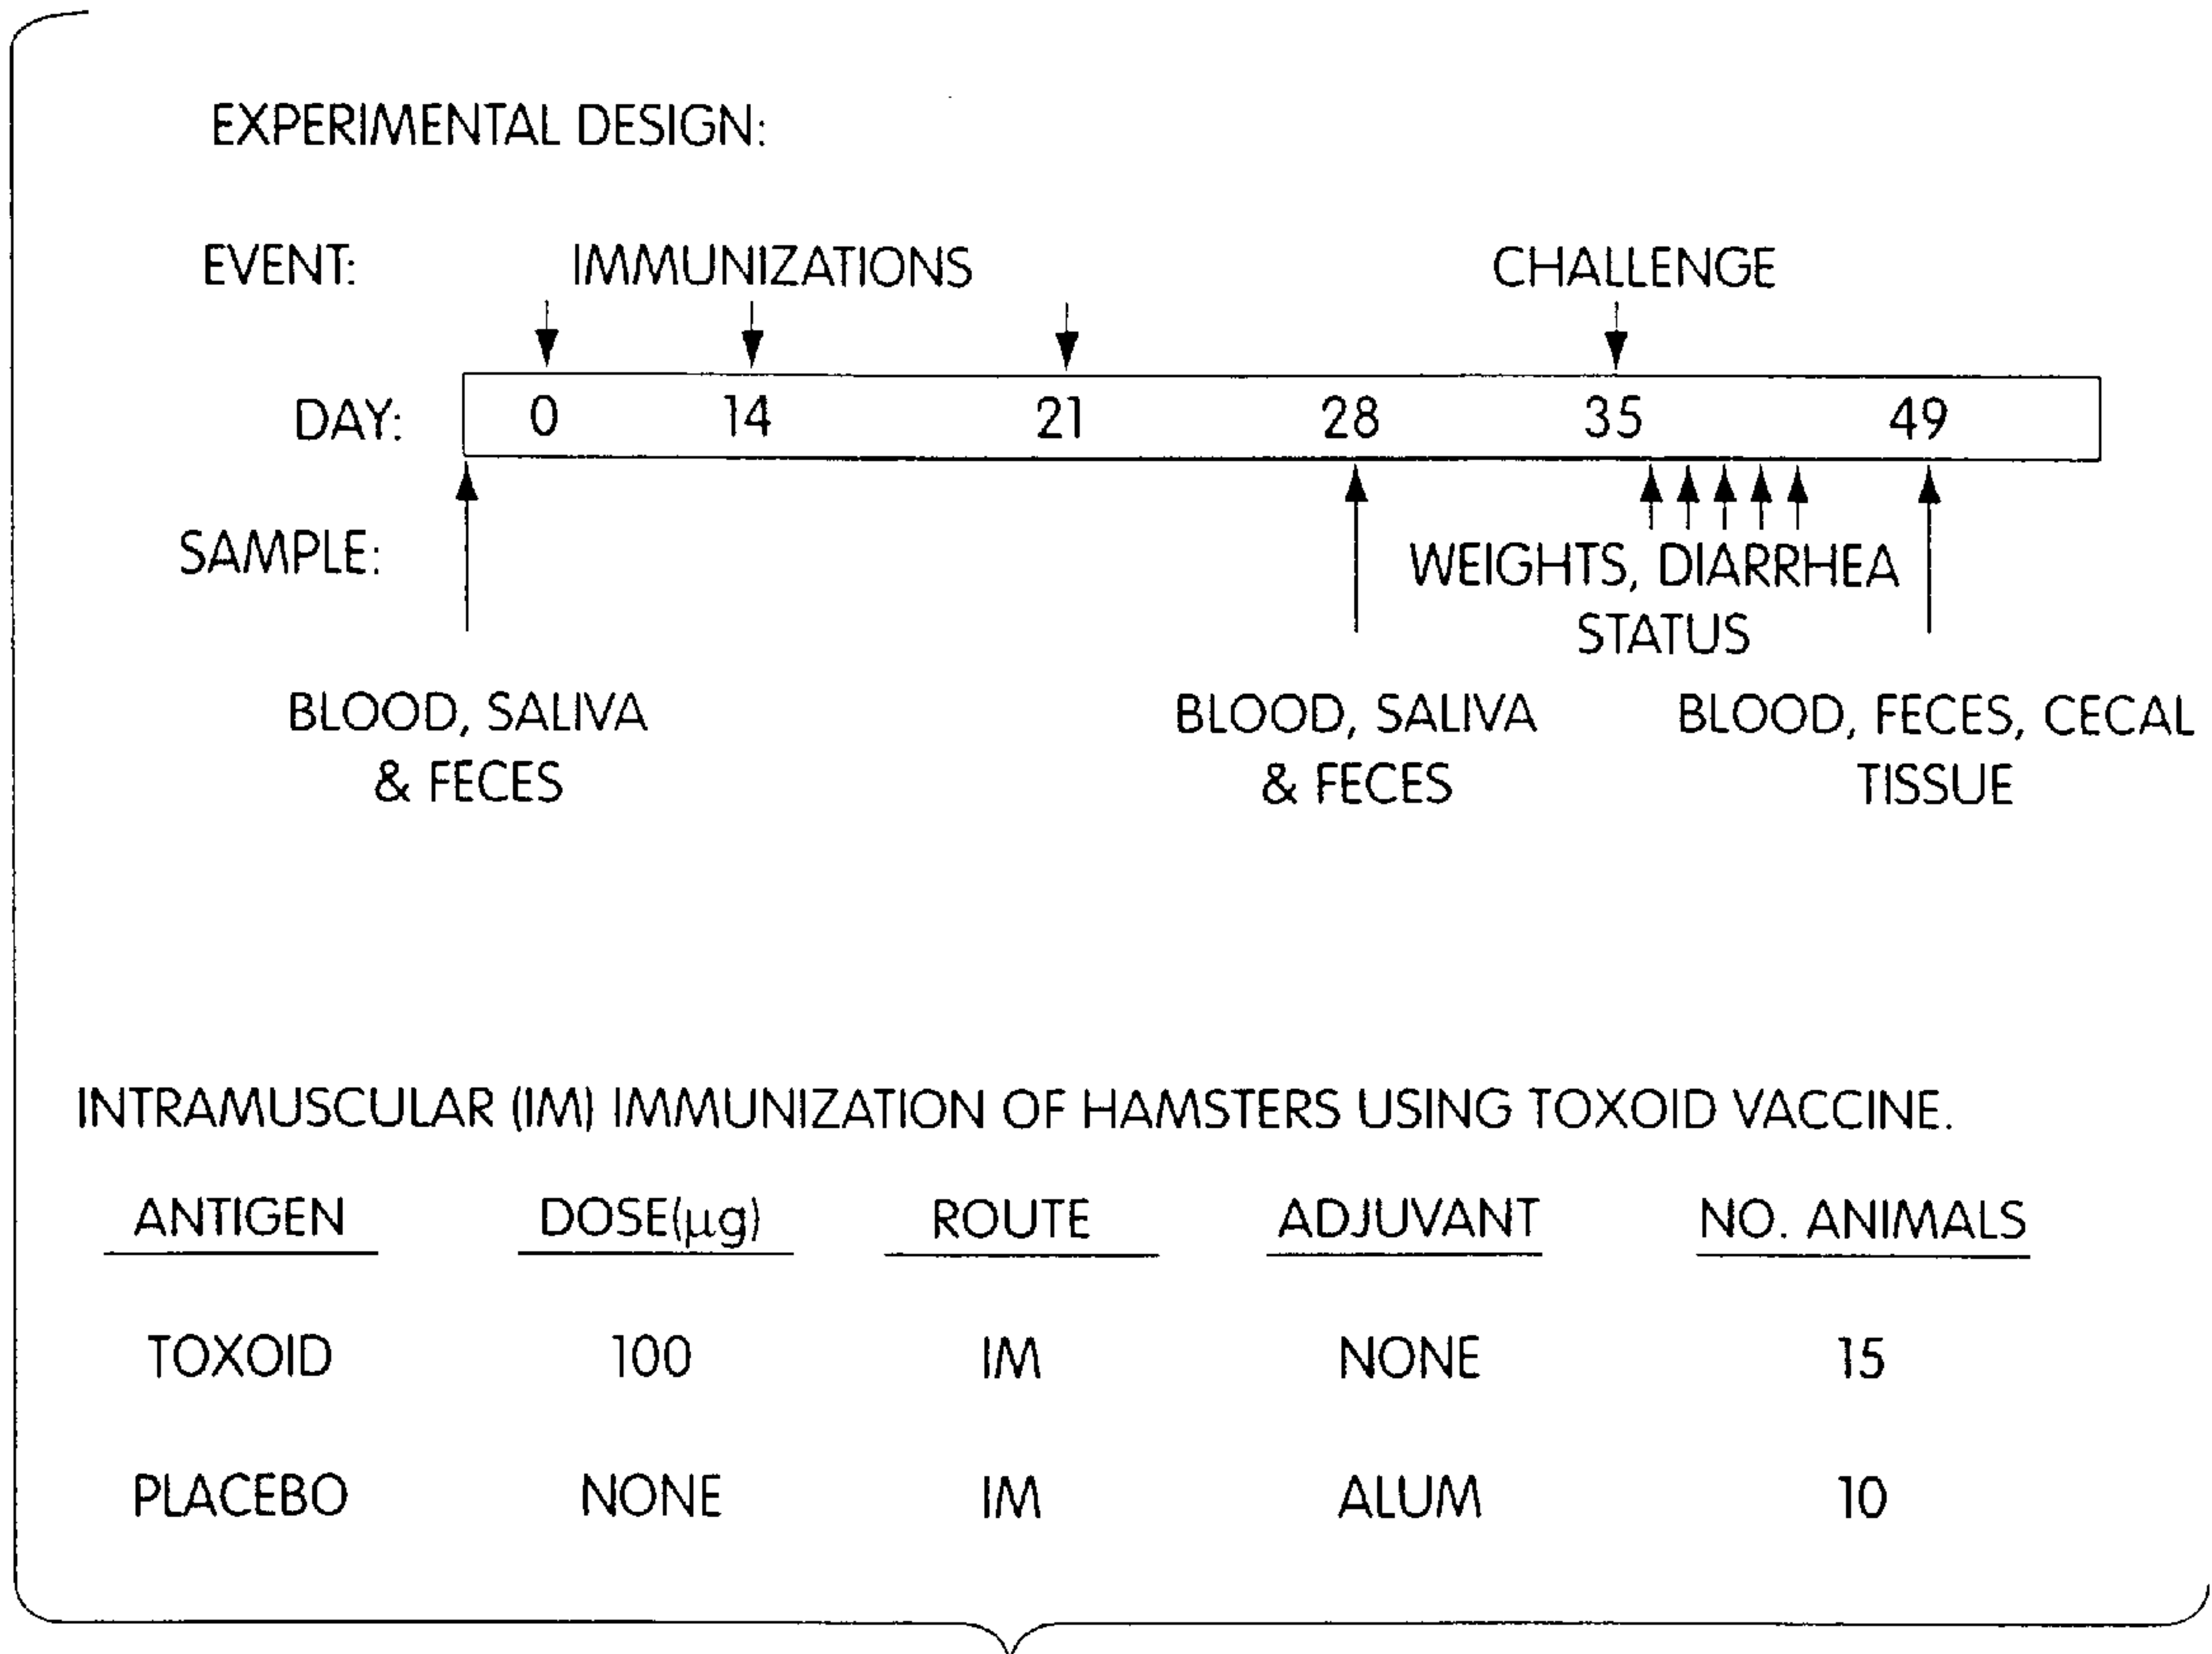 EXPERIMENTAL DESIGN:
EVENT: IMMUNIZATIONS CHALLENGE
DAY: 0 14 21 28 35 49
SAMPLE:
WEIGHTS, DIARRHEA
STATUS
BLOOD, SALIVA
& FECES
BLOOD, SALIVA
& FECES
BLOOD, FECES, CECAL
TISSUE
INTRAMUSCULAR (IM) IMMUNIZATION OF HAMSTERS USING TOXOID VACCINE.
ANTIGEN DOSE(µg) ROUTE ADJUVANT NO. ANIMALS
TOXOID 100 IM NONE 15
PLACEBO NONE IM ALUM 10